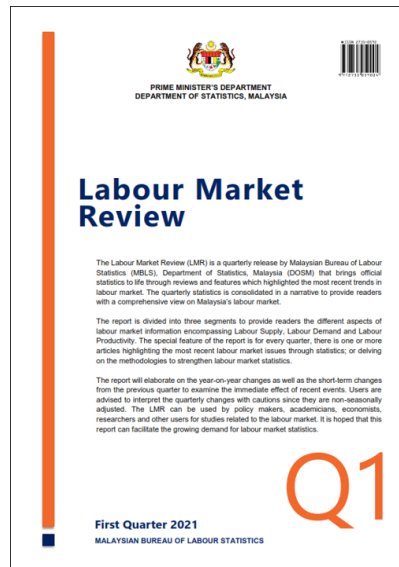 PRIME MINISTER'S DEPARTMENT
DEPARTMENT OF STATISTICS, MALAYSIA
Labour Market
Review
The Labour Market Review (LMR) is a quarterly release by Malaysian Bureau of Labour
Statistics (MBLS), Department of Statistics, Malaysia (DOSM) that brings official
statistics to life through reviews and features which highlighted the most recent trends in
labour market. The quarterly statistics is consolidated in a narrative to provide readers
with a comprehensive view on Malaysia's labour market.
The report is divided into three segments to provide readers the different aspects of
labour market information encompassing Labour Supply, Labour Demand and Labour
Productivity. The special feature of the report is for every quarter, there is one or more
articles highlighting the most recent labour market issues through statistics; or delving
on the methodologies to strengthen labour market statistics.
The report will elaborate on the year-on-year changes as well as the short-term changes
from the previous quarter to examine the immediate effect of recent events. Users are
advised to interpret the quarterly changes with cautions since they are non-seasonally
adjusted. The LMR can be used by policy makers, academicians, economists,
researchers and other users for studies related to the labour market. It is hoped that this
report can facilitate the growing demand for labour market statistics.
Q1
First Quarter 2021
MALAYSIAN BUREAU OF LABOUR STATISTICS